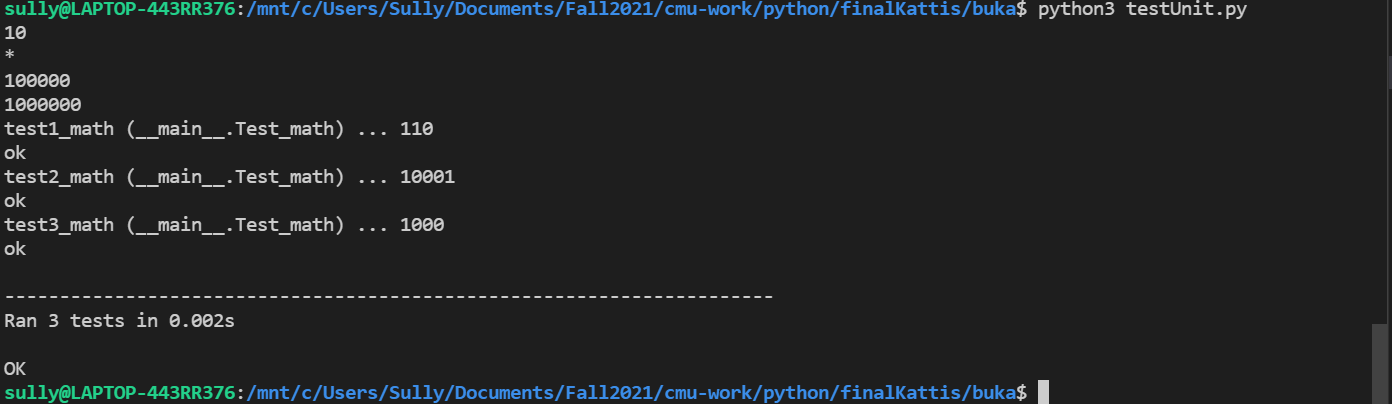 sully@LAPTOP-443RR376:/mnt/c/Users/Sully/Documents/Fall2021/cmu-work/python/finalKattis/buka$ python3 testUnit.py
10
*
100000
1000000
test1_math (__main__.Test_math) ... 110
ok
test2_math (__main__.Test_math) ... 10001
ok
test3_math (__main__.Test_math) ... 1000
ok
----------------------------------------------------------------------
Ran 3 tests in 0.002s
OK
sully@LAPTOP-443RR376:/mnt/c/Users/Sully/Documents/Fall2021/cmu-work/python/finalKattis/buka$